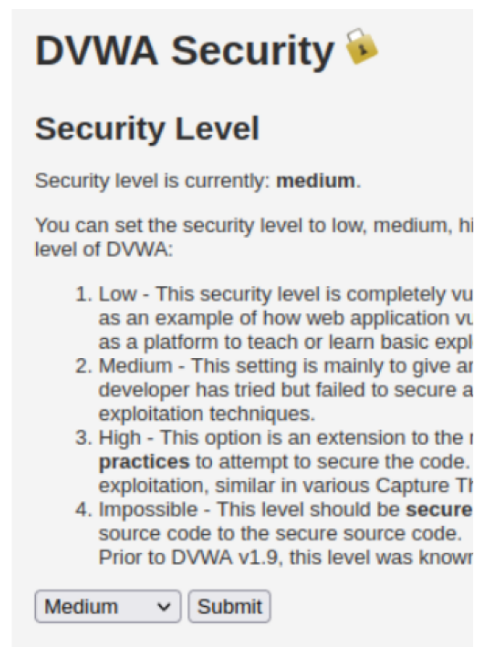 DVWA Security
Security Level
Security level is currently: medium.
You can set the security level to low, medium, hi
level of DVWA:
1. Low - This security level is completely vu
as an example of how web application vu
as a platform to teach or learn basic expl
2. Medium - This setting is mainly to give an
developer has tried but failed to secure a
exploitation techniques.
3. High - This option is an extension to the
practices to attempt to secure the code.
exploitation, similar in various Capture Th
4. Impossible - This level should be secure
source code to the secure source code.
Prior to DVWA v1.9, this level was known
Medium Submit